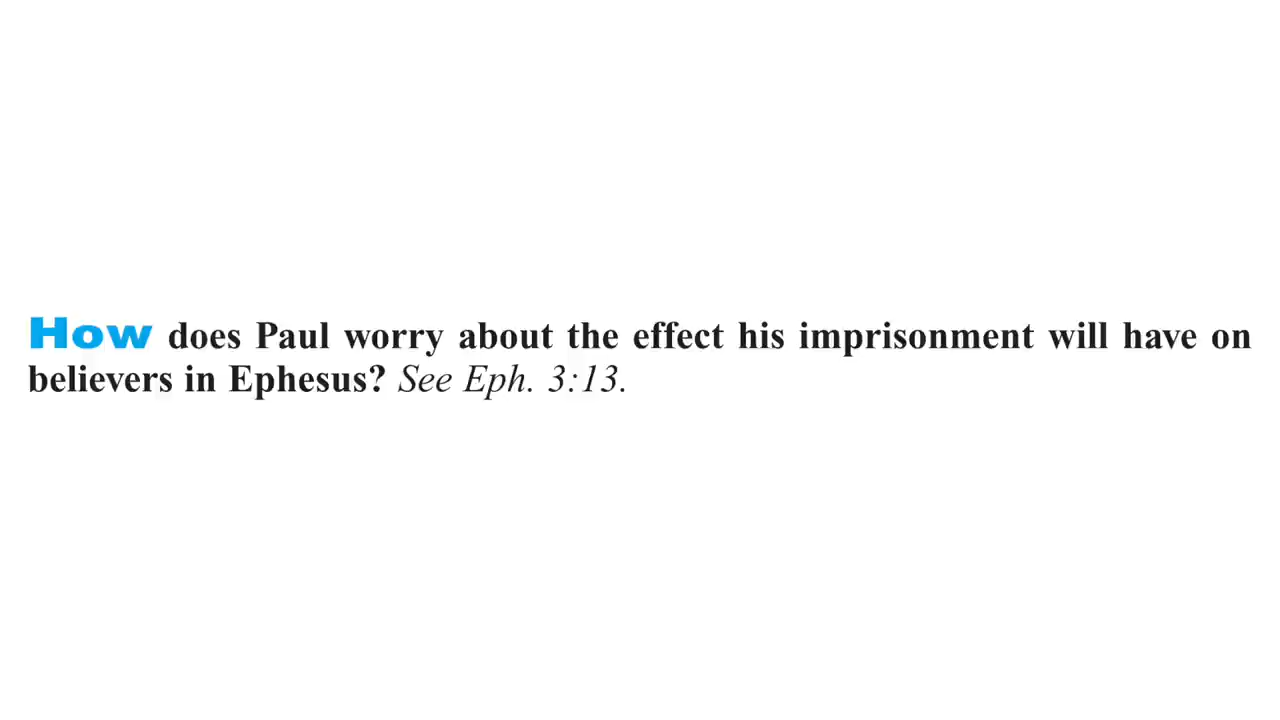 How does Paul worry about the effect his imprisonment will have on
believers in Ephesus? See Eph. 3:13.